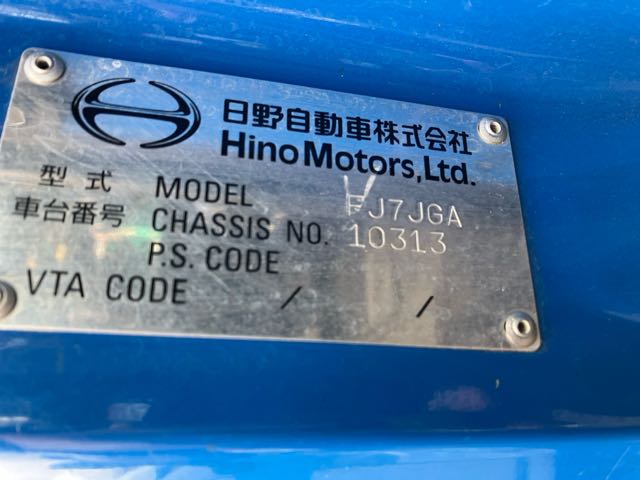 日野自動車株式会社
Hino Motors, Ltd.
型式 MODEL FJ7JGA
車台番号 CHASSIS NO. 10313
P.S. CODE
VTA CODE / /